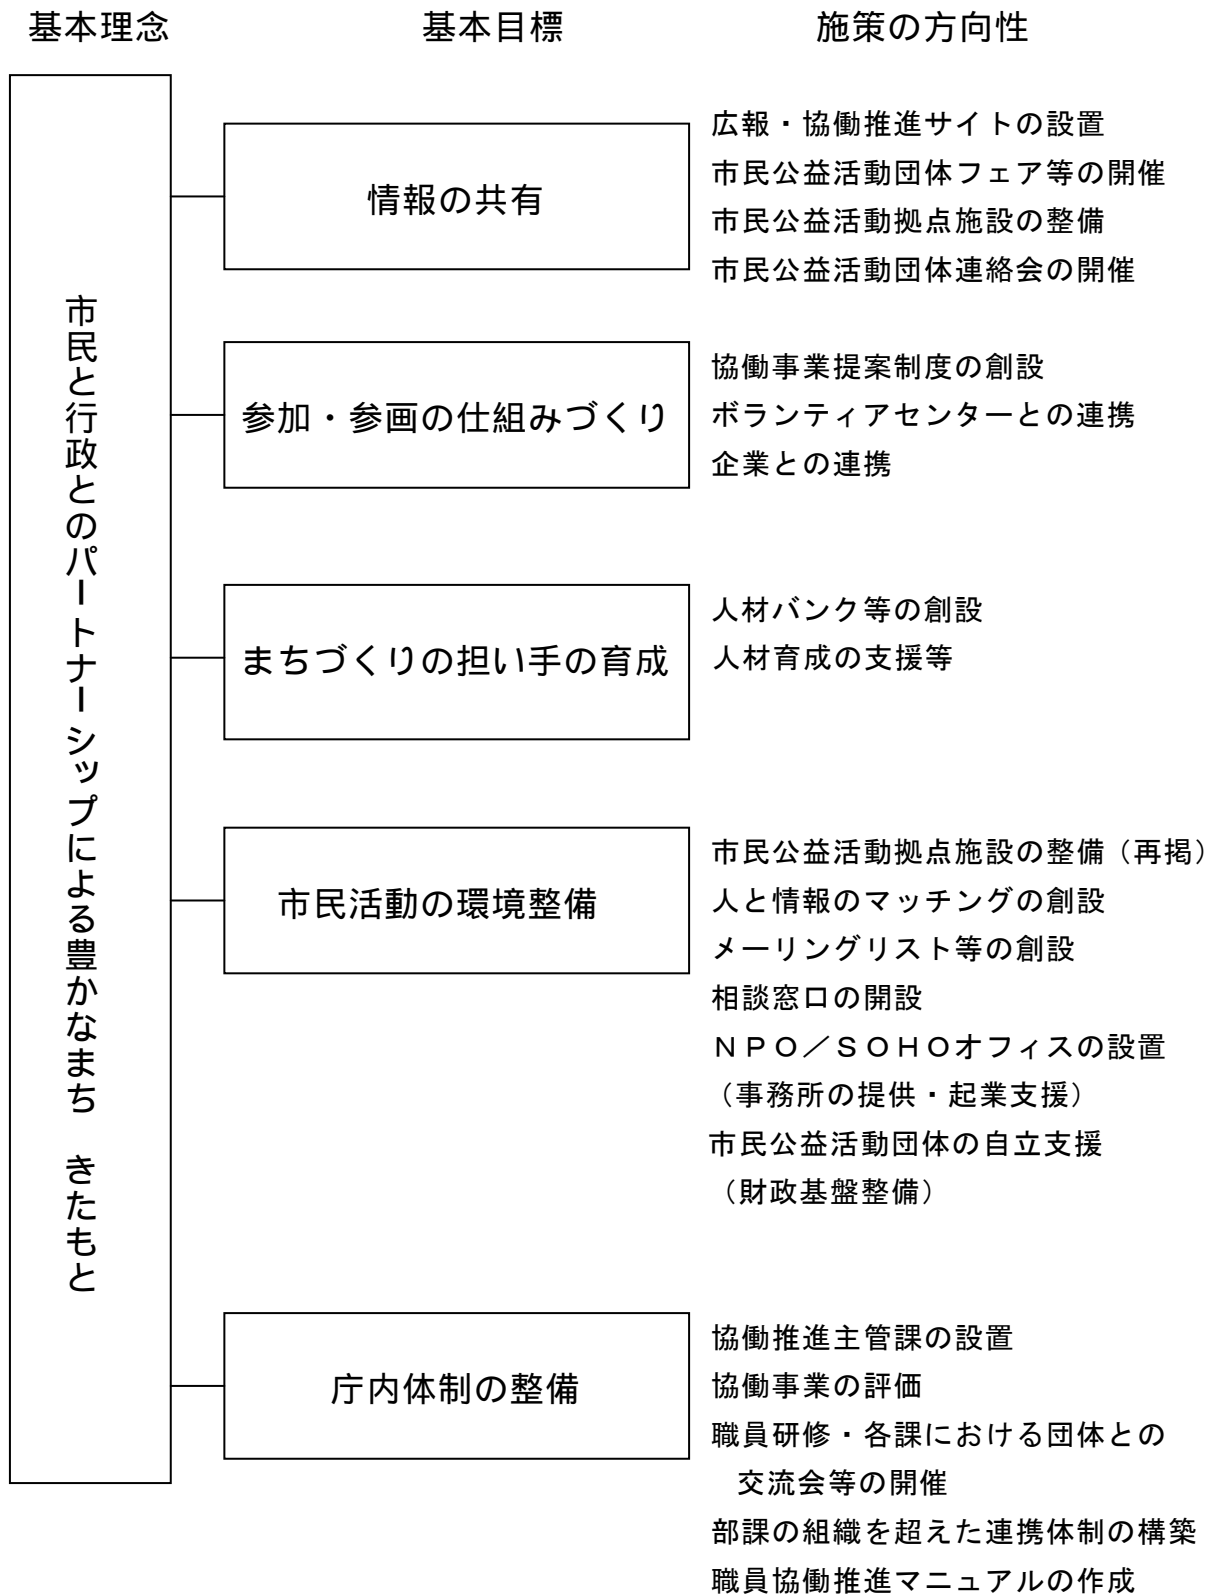 基本理念
基本目標
施策の方向性
市民と行政とのパートナーシップによる豊かなまち　きたもと
情報の共有
広報・協働推進サイトの設置
市民公益活動団体フェア等の開催
市民公益活動拠点施設の整備
市民公益活動団体連絡会の開催
参加・参画の仕組みづくり
協働事業提案制度の創設
ボランティアセンターとの連携
企業との連携
まちづくりの担い手の育成
人材バンク等の創設
人材育成の支援等
市民活動の環境整備
市民公益活動拠点施設の整備（再掲）
人と情報のマッチングの創設
メーリングリスト等の創設
相談窓口の開設
ＮＰＯ／ＳＯＨＯオフィスの設置
（事務所の提供・起業支援）
市民公益活動団体の自立支援
（財政基盤整備）
庁内体制の整備
協働推進主管課の設置
協働事業の評価
職員研修・各課における団体との
交流会等の開催
部課の組織を超えた連携体制の構築
職員協働推進マニュアルの作成